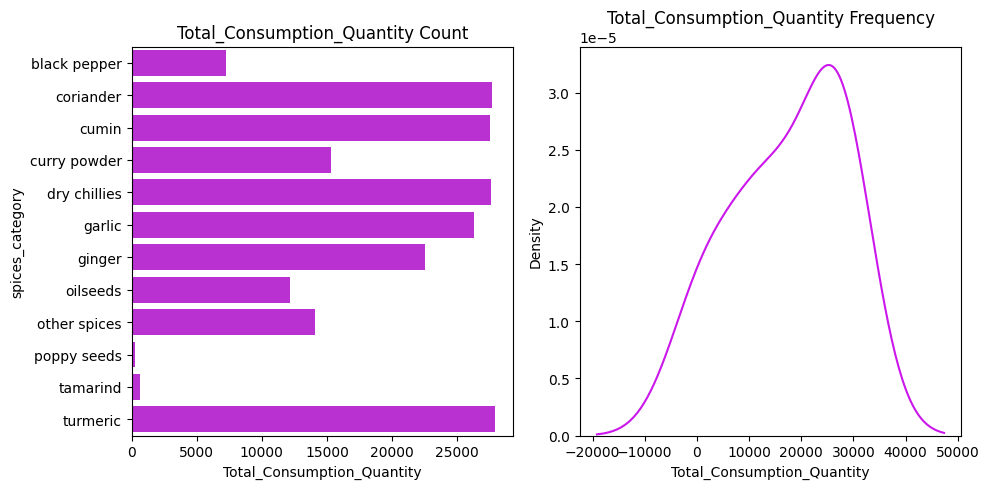 Total_Consumption_Quantity Count
spices_category
black pepper
coriander
cumin
curry powder
dry chillies
garlic
ginger
oilseeds
other spices
poppy seeds
tamarind
turmeric
0 5000 10000 15000 20000 25000
Total_Consumption_Quantity
Total_Consumption_Quantity Frequency
1e−5
Density
3.0
2.5
2.0
1.5
1.0
0.5
0.0
−20000 −10000 0 10000 20000 30000 40000 50000
Total_Consumption_Quantity